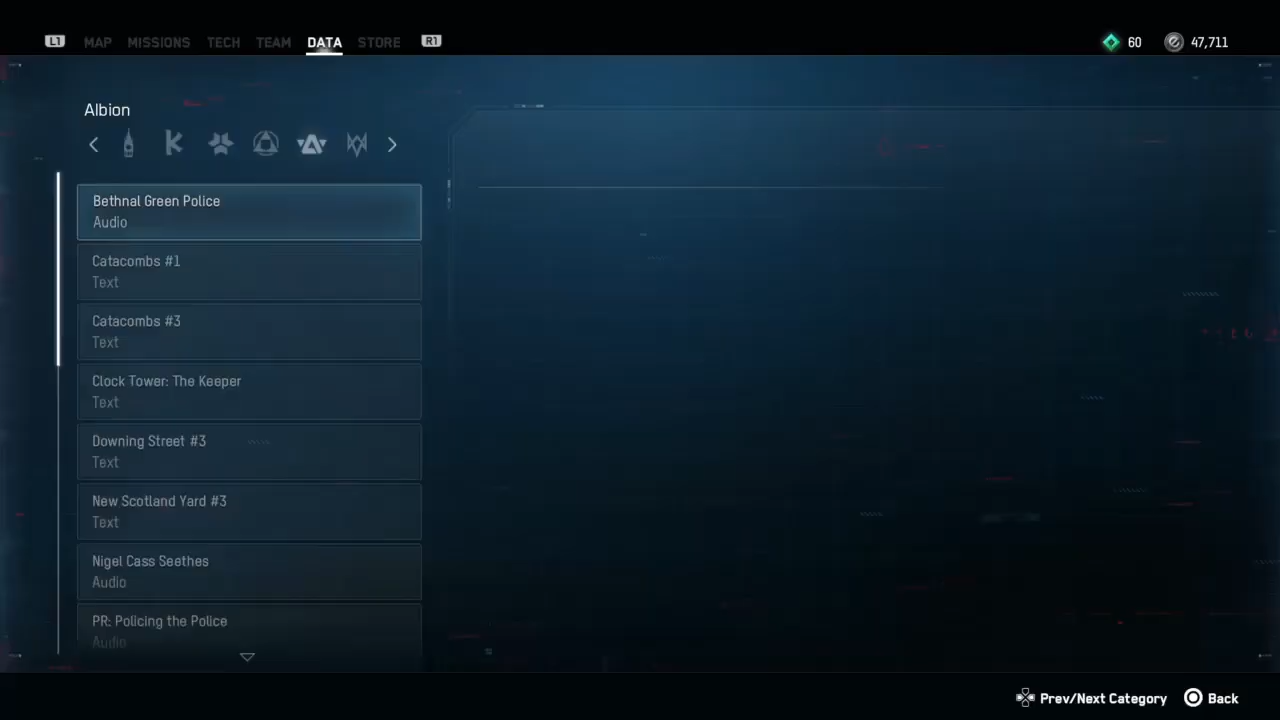 L1 MAP MISSIONS TECH TEAM DATA STORE R1 60 47,711
Albion
Bethnal Green Police
Audio
Catacombs #1
Text
Catacombs #3
Text
Clock Tower: The Keeper
Text
Downing Street #3
Text
New Scotland Yard #3
Text
Nigel Cass Seethes
Audio
PR: Policing the Police
Audio
Prev/Next Category Back